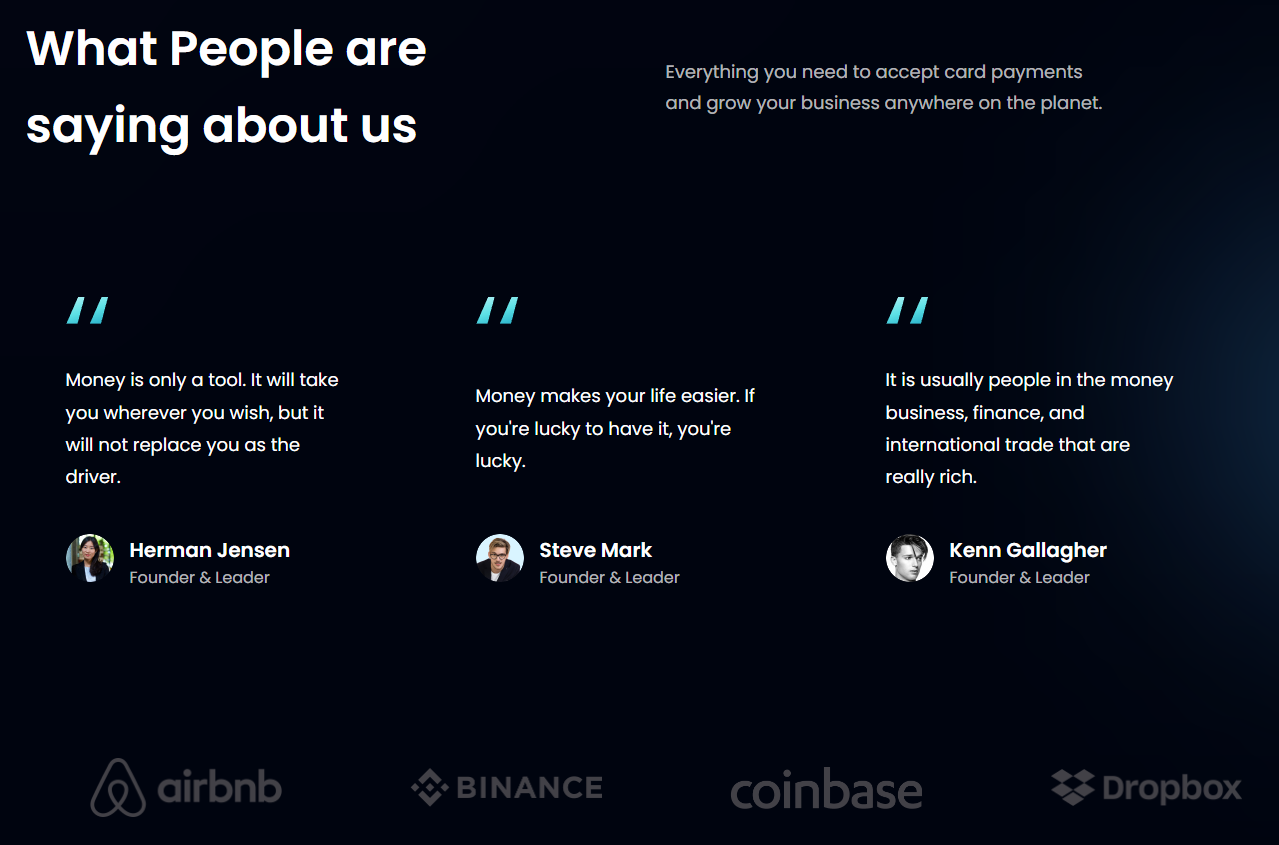 What People are
saying about us
Everything you need to accept card payments
and grow your business anywhere on the planet.
Money is only a tool. It will take
you wherever you wish, but it
will not replace you as the
driver.
Herman Jensen
Founder & Leader
Money makes your life easier. If
you're lucky to have it, you're
lucky.
Steve Mark
Founder & Leader
It is usually people in the money
business, finance, and
international trade that are
really rich.
Kenn Gallagher
Founder & Leader
airbnb
BINANCE
coinbase
Dropbox